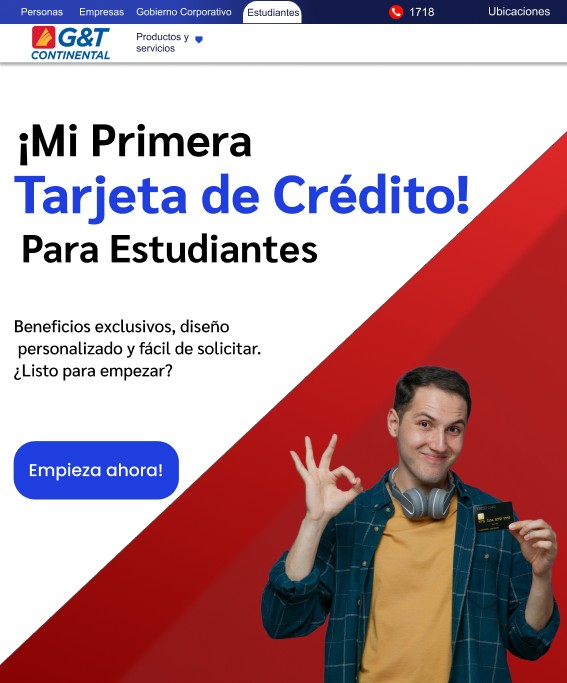 Personas Empresas Gobierno Corporativo Estudiantes 1718 Ubicaciones
G&T
CONTINENTAL
Productos y
servicios
¡Mi Primera
Tarjeta de Crédito!
Para Estudiantes
Beneficios exclusivos, diseño
personalizado y fácil de solicitar.
¿Listo para empezar?
Empieza ahora!